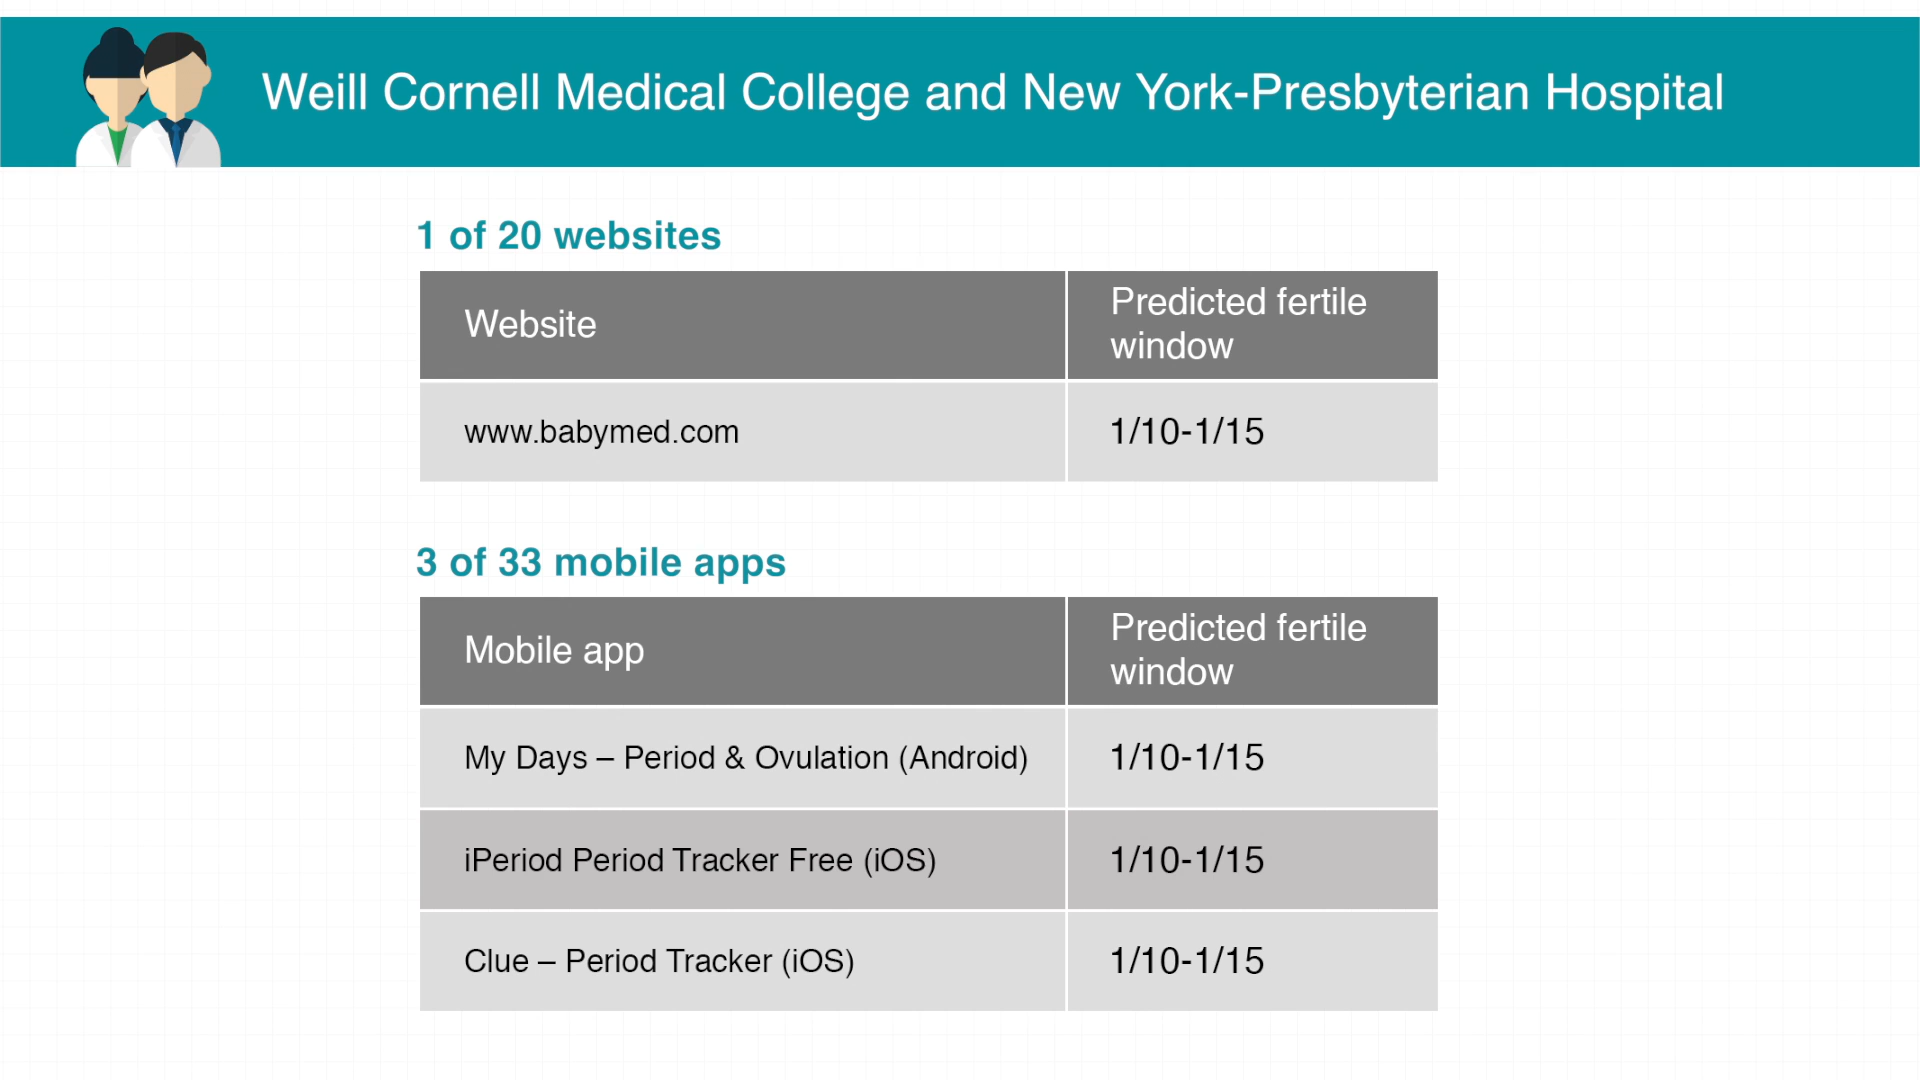 Weill Cornell Medical College and New York-Presbyterian Hospital
1 of 20 websites
Website
Predicted fertile
window
www.babymed.com
1/10-1/15
3 of 33 mobile apps
Mobile app
Predicted fertile
window
My Days – Period & Ovulation (Android)
1/10-1/15
iPeriod Period Tracker Free (iOS)
1/10-1/15
Clue – Period Tracker (iOS)
1/10-1/15